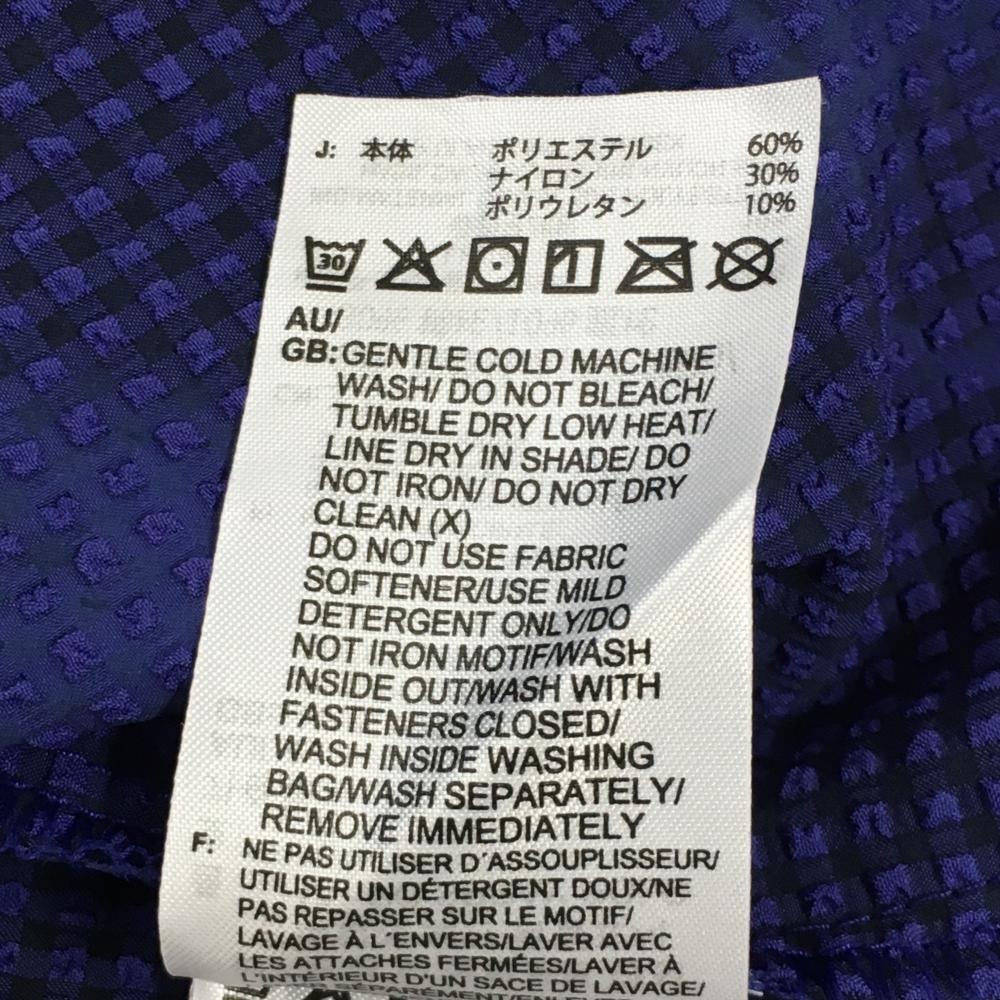 J: 本体 ポリエステル 60%
ナイロン 30%
ポリウレタン 10%
30
AU/
GB: GENTLE COLD MACHINE
WASH/ DO NOT BLEACH/
TUMBLE DRY LOW HEAT/
LINE DRY IN SHADE/ DO
NOT IRON/ DO NOT DRY
CLEAN (X)
DO NOT USE FABRIC
SOFTENER/USE MILD
DETERGENT ONLY/DO
NOT IRON MOTIF/WASH
INSIDE OUT/WASH WITH
FASTENERS CLOSED/
WASH INSIDE WASHING
BAG/WASH SEPARATELY/
REMOVE IMMEDIATELY
F: NE PAS UTILISER D´ASSOUPLISSEUR/
UTILISER UN DÉTERGENT DOUX/NE
PAS REPASSER SUR LE MOTIF/
LAVAGE À L´ENVERS/LAVER AVEC
LES ATTACHES FERMÉES/LAVER À
L'INTÉRIEUR D'UN SACE DE LAVAGE/
SÉPARÉMENT/ENLEVER